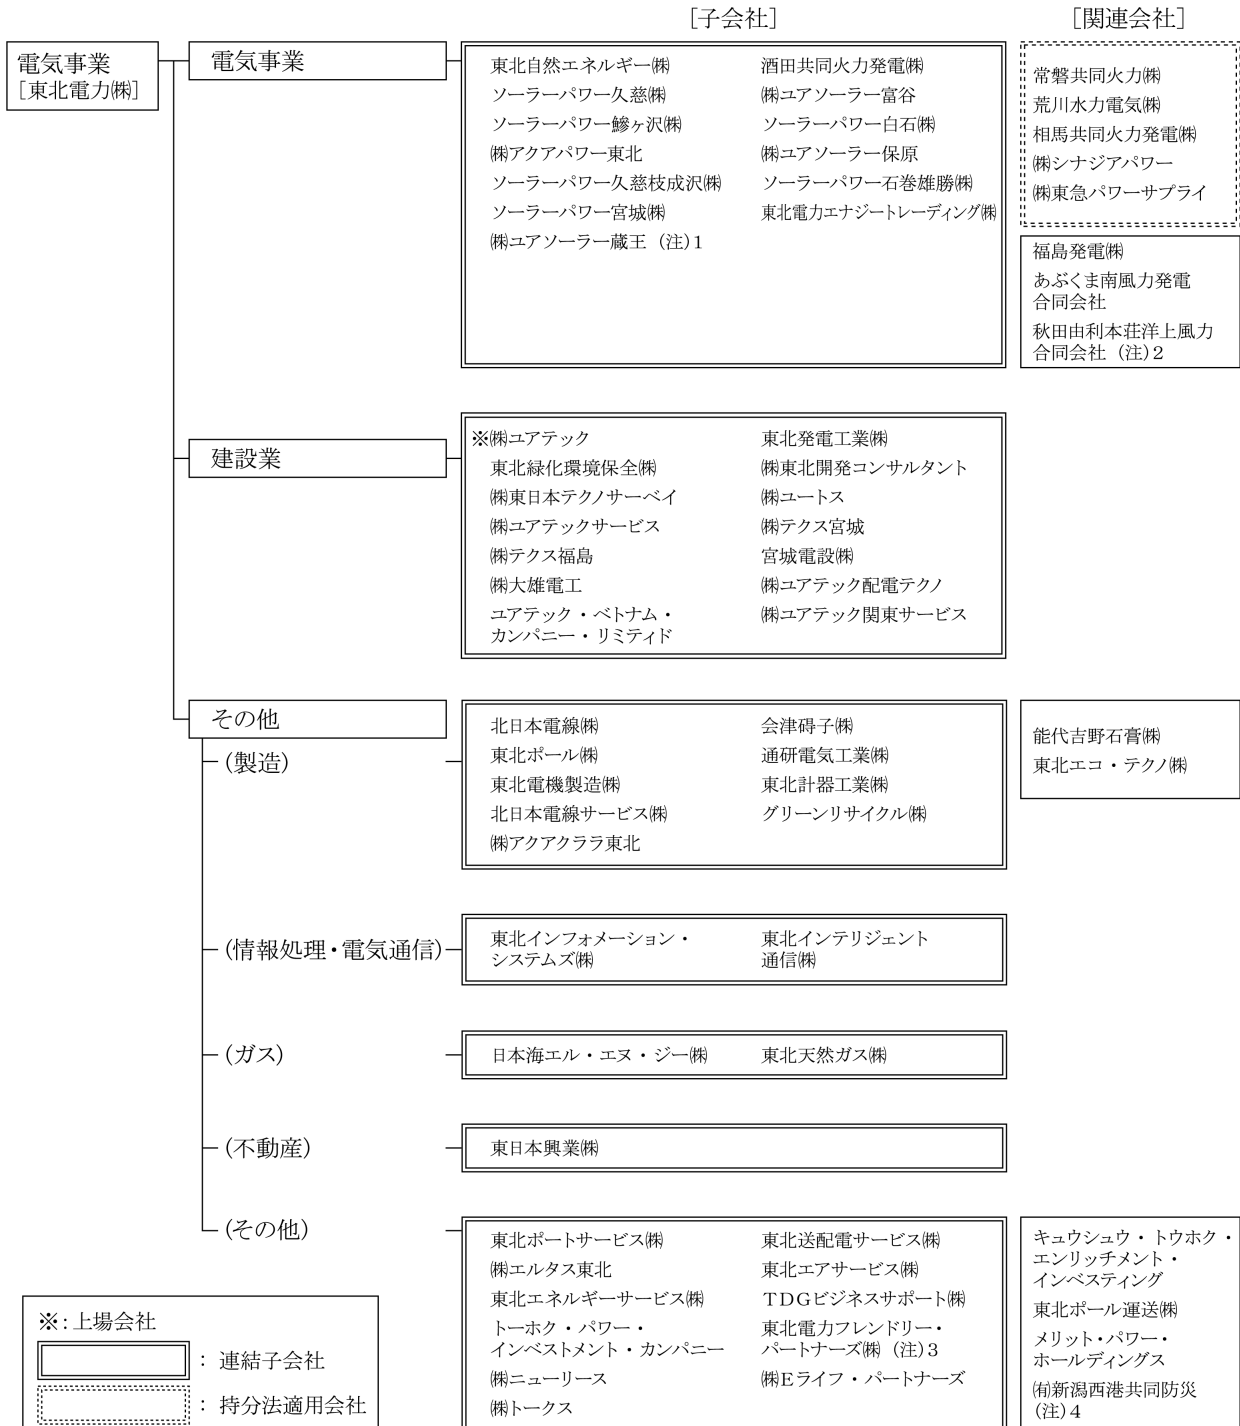 [子会社]
[関連会社]
電気事業
[東北電力㈱]
電気事業
東北自然エネルギー㈱
酒田共同火力発電㈱
ソーラーパワー久慈㈱
㈱ユアソーラー富谷
ソーラーパワー鰺ヶ沢㈱
ソーラーパワー白石㈱
㈱アクアパワー東北
㈱ユアソーラー保原
ソーラーパワー久慈枝成沢㈱
ソーラーパワー石巻雄勝㈱
ソーラーパワー宮城㈱
東北電力エナジートレーディング㈱
㈱ユアソーラー蔵王 (注)1
常磐共同火力㈱
荒川水力電気㈱
相馬共同火力発電㈱
㈱シナジアパワー
㈱東急パワーサプライ
福島発電㈱
あぶくま南風力発電
合同会社
秋田由利本荘洋上風力
合同会社 (注)2
建設業
※㈱ユアテック
東北発電工業㈱
東北緑化環境保全㈱
㈱東北開発コンサルタント
㈱東日本テクノサーベイ
㈱ユートス
㈱ユアテックサービス
㈱テクス宮城
㈱テクス福島
宮城電設㈱
㈱大雄電工
㈱ユアテック配電テクノ
ユアテック・ベトナム・
カンパニー・リミティド
㈱ユアテック関東サービス
その他
(製造)
北日本電線㈱
会津碍子㈱
東北ポール㈱
通研電気工業㈱
東北電機製造㈱
東北計器工業㈱
北日本電線サービス㈱
グリーンリサイクル㈱
㈱アクアクララ東北
能代吉野石膏㈱
東北エコ・テクノ㈱
(情報処理・電気通信)
東北インフォメーション・
システムズ㈱
東北インテリジェント
通信㈱
(ガス)
日本海エル・エヌ・ジー㈱
東北天然ガス㈱
(不動産)
東日本興業㈱
(その他)
東北ポートサービス㈱
東北送配電サービス㈱
㈱エルタス東北
東北エアサービス㈱
東北エネルギーサービス㈱
TDGビジネスサポート㈱
トーホク・パワー・
インベストメント・カンパニー
東北電力フレンドリー・
パートナーズ㈱ (注)3
㈱ニューリース
㈱Eライフ・パートナーズ
㈱トークス
キュウシュウ・トウホク・
エンリッチメント・
インベスティング
東北ポール運送㈱
メリット・パワー・
ホールディングス
㈲新潟西港共同防災
(注)4
※:上場会社
: 連結子会社
: 持分法適用会社